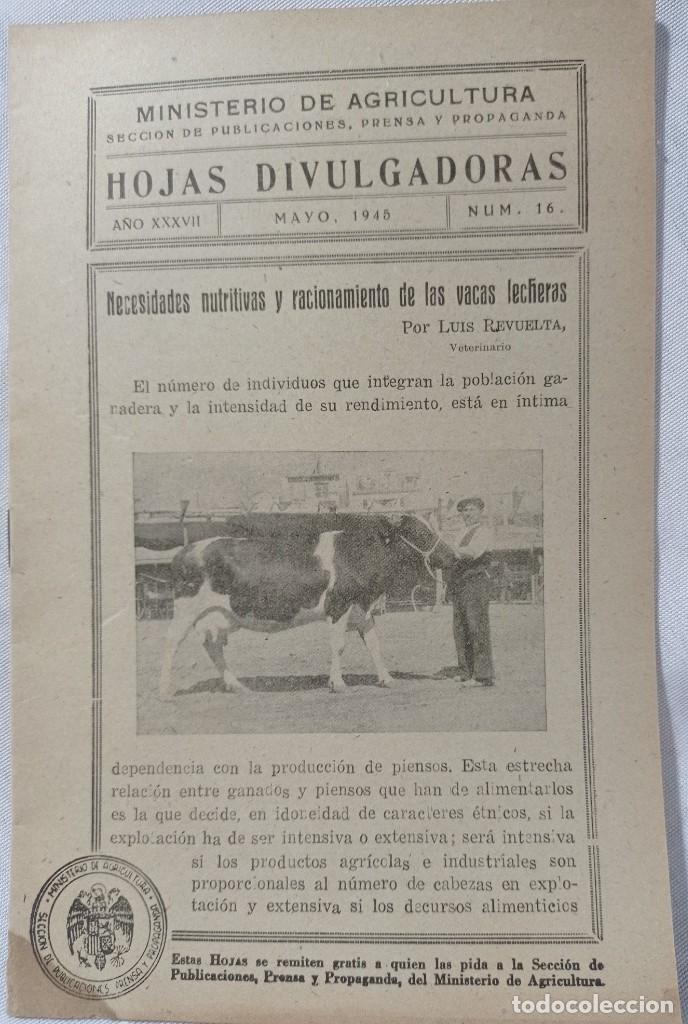 MINISTERIO DE AGRICULTURA
SECCION DE PUBLICACIONES, PRENSA Y PROPAGANDA
HOJAS DIVULGADORAS
AÑO XXXVII
MAYO, 1945
NUM. 16.
Necesidades nutritivas y racionamiento de las vacas lecheras
Por LUIS REVUELTA,
Veterinario
El número de individuos que integran la población ga-
nadera y la intensidad de su rendimiento, está en íntima
dependencia con la producción de piensos. Esta estrecha
relación entre ganados y piensos que han de alimentarlos
es la que decide, en idoneidad de caracteres étnicos, si la
explotación ha de ser intensiva o extensiva; será intensiva
si los productos agrícolas e industriales son
proporcionales al número de cabezas en explo-
tación y extensiva si los decursos alimenticios
· MINISTERIO DE AGRICULTURA ·
SECCION DE PUBLICACIONES PRENSA Y PROPAGANDA
Estas HOJAS se remiten gratis a quien las pida a la Sección de
Publicaciones, Prensa y Propaganda, del Ministerio de Agricultura.
todocoleccion